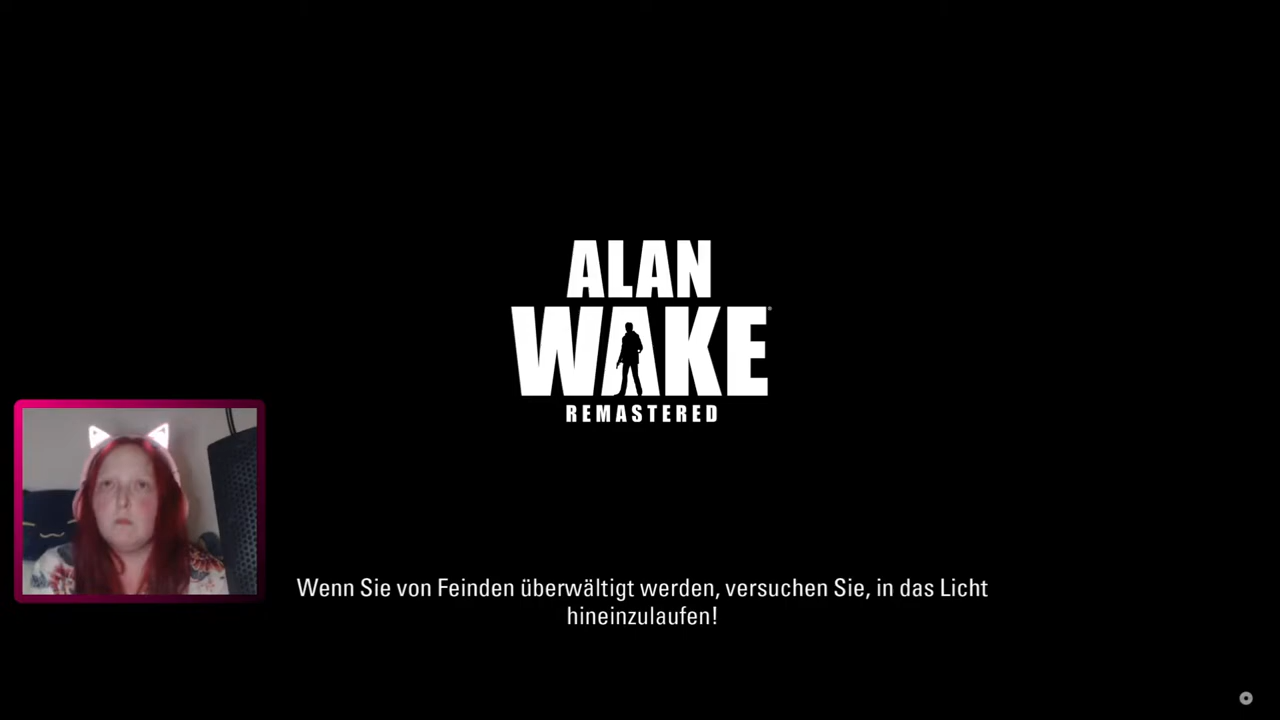 ALAN
WAKE®
REMASTERED
Wenn Sie von Feinden überwältigt werden, versuchen Sie, in das Licht
hineinzulaufen!